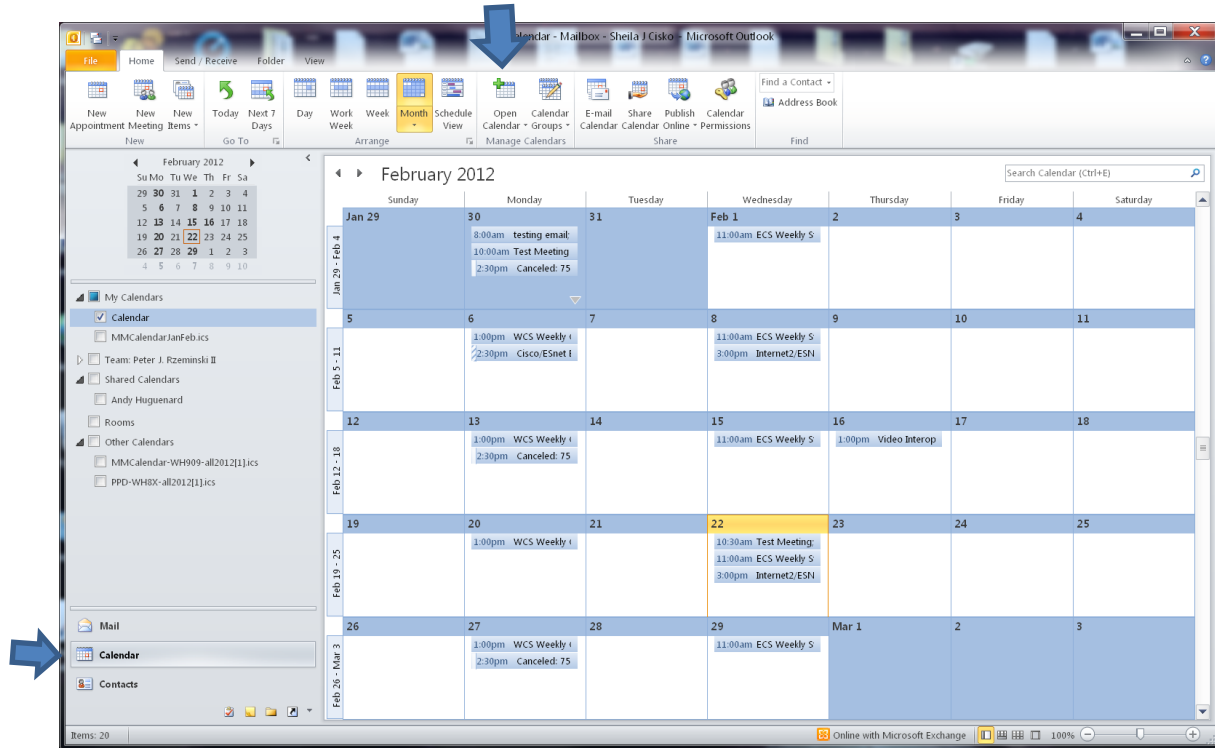 Calendar - Mailbox - Sheila J Cisko - Microsoft Outlook
File Home Send / Receive Folder View
New Appointment
New Meeting
New Items
Today
Next 7 Days
Day
Work Week
Week
Month
Schedule View
Open Calendar
Calendar Groups
E-mail Calendar
Share Calendar
Publish Online
Calendar Permissions
Find a Contact
Address Book
New Go To Arrange Manage Calendars Share Find
February 2012
Su Mo Tu We Th Fr Sa
29 30 31 1 2 3 4
5 6 7 8 9 10 11
12 13 14 15 16 17 18
19 20 21 22 23 24 25
26 27 28 29 1 2 3
4 5 6 7 8 9 10
My Calendars
Calendar
MMCalendarJanFeb.ics
Team: Peter J. Rzeminski II
Shared Calendars
Andy Huguenard
Rooms
Other Calendars
MMCalendar-WH909-all2012[1].ics
PPD-WH8X-all2012[1].ics
Mail
Calendar
Contacts
February 2012
Search Calendar (Ctrl+E)
Sunday Monday Tuesday Wednesday Thursday Friday Saturday
Jan 29 - Feb 4
Jan 29 30 31 Feb 1 2 3 4
8:00am testing email;
10:00am Test Meeting
2:30pm Canceled: 75
11:00am ECS Weekly S
Feb 5 - 11
5 6 7 8 9 10 11
1:00pm WCS Weekly (
2:30pm Cisco/ESnet E
11:00am ECS Weekly S
3:00pm Internet2/ESN
Feb 12 - 18
12 13 14 15 16 17 18
1:00pm WCS Weekly (
2:30pm Canceled: 75
11:00am ECS Weekly S
1:00pm Video Interop
Feb 19 - 25
19 20 21 22 23 24 25
1:00pm WCS Weekly (
10:30am Test Meeting;
11:00am ECS Weekly S
3:00pm Internet2/ESN
Feb 26 - Mar 3
26 27 28 29 Mar 1 2 3
1:00pm WCS Weekly (
2:30pm Canceled: 75
11:00am ECS Weekly S
Items: 20
Online with Microsoft Exchange
100%